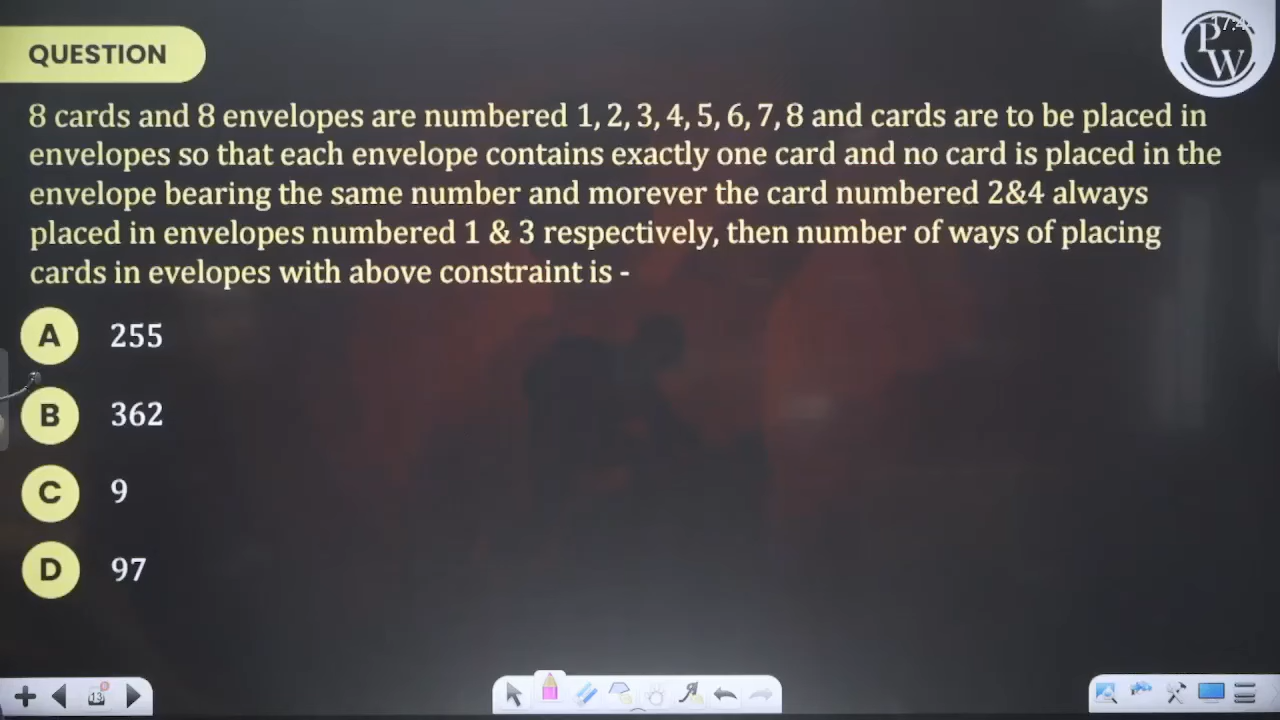 QUESTION
17:4
P
W
8 cards and 8 envelopes are numbered 1, 2, 3, 4, 5, 6, 7, 8 and cards are to be placed in
envelopes so that each envelope contains exactly one card and no card is placed in the
envelope bearing the same number and morever the card numbered 2&4 always
placed in envelopes numbered 1 & 3 respectively, then number of ways of placing
cards in evelopes with above constraint is -
A 255
B 362
C 9
D 97
13